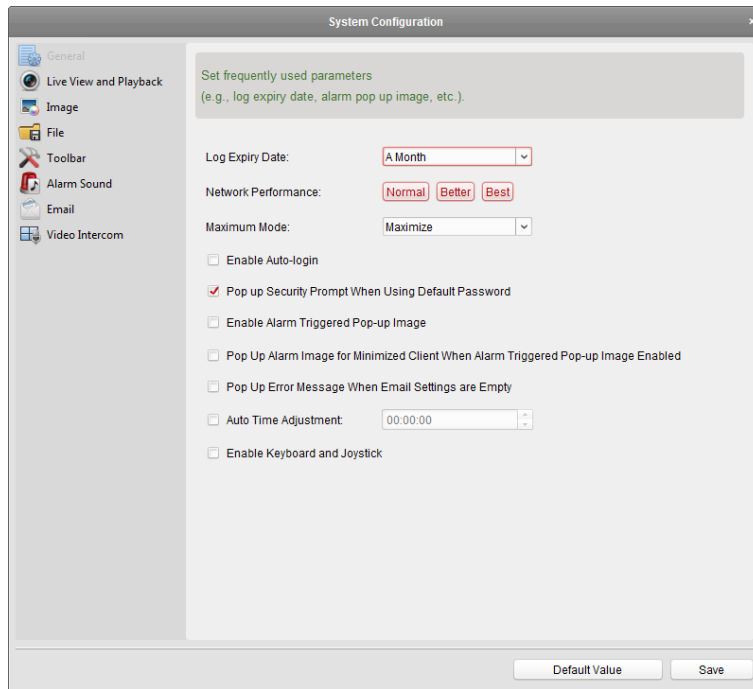 System Configuration
General
Live View and Playback
Image
File
Toolbar
Alarm Sound
Email
Video Intercom
Set frequently used parameters
(e.g., log expiry date, alarm pop up image, etc.).
Log Expiry Date: A Month
Network Performance: Normal Better Best
Maximum Mode: Maximize
Enable Auto-login
Pop up Security Prompt When Using Default Password
Enable Alarm Triggered Pop-up Image
Pop Up Alarm Image for Minimized Client When Alarm Triggered Pop-up Image Enabled
Pop Up Error Message When Email Settings are Empty
Auto Time Adjustment: 00:00:00
Enable Keyboard and Joystick
Default Value Save